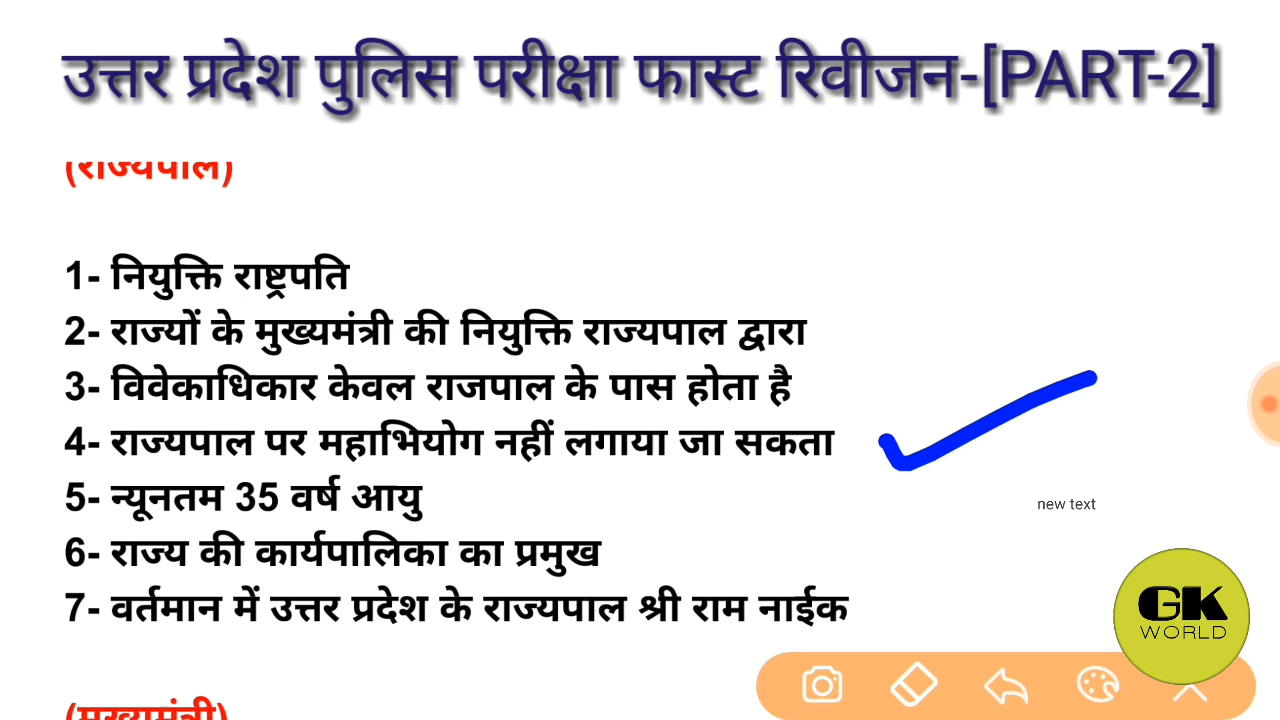 उत्तर प्रदेश पुलिस परीक्षा फास्ट रिवीजन-[PART-2]
(राज्यपाल)
1- नियुक्ति राष्ट्रपति
2- राज्यों के मुख्यमंत्री की नियुक्ति राज्यपाल द्वारा
3- विवेकाधिकार केवल राजपाल के पास होता है
4- राज्यपाल पर महाभियोग नहीं लगाया जा सकता
5- न्यूनतम 35 वर्ष आयु
new text
6- राज्य की कार्यपालिका का प्रमुख
7- वर्तमान में उत्तर प्रदेश के राज्यपाल श्री राम नाईक
GK
WORLD
(मुख्यमंत्री)